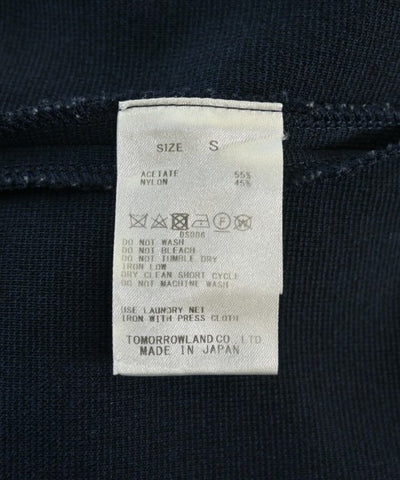 SIZE S
ACETATE 55%
NYLON 45%
DS006
DO NOT WASH
DO NOT BLEACH
DO NOT TUMBLE DRY
IRON LOW
DRY CLEAN SHORT CYCLE
DO NOT MACHINE WASH
USE LAUNDRY NET
IRON WITH PRESS CLOTH
TOMORROWLAND CO.,LTD.
MADE IN JAPAN